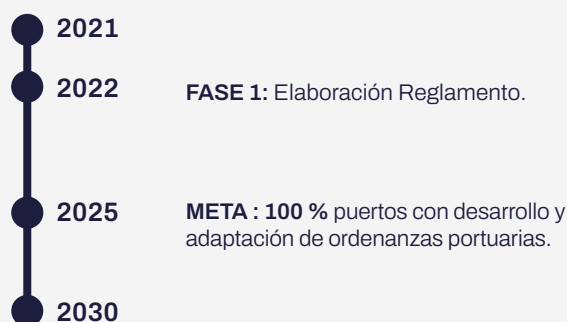 2021
2022
FASE 1: Elaboración Reglamento.
2025
META : 100 % puertos con desarrollo y
adaptación de ordenanzas portuarias.
2030